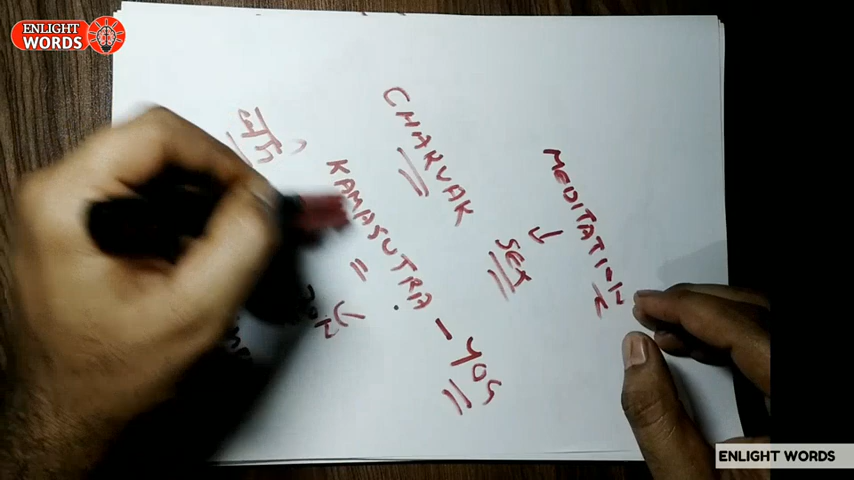 ENLIGHT
WORDS
MEDITATION
SEX
CHARVAK
KAMASUTRA - YOG
ENLIGHT WORDS